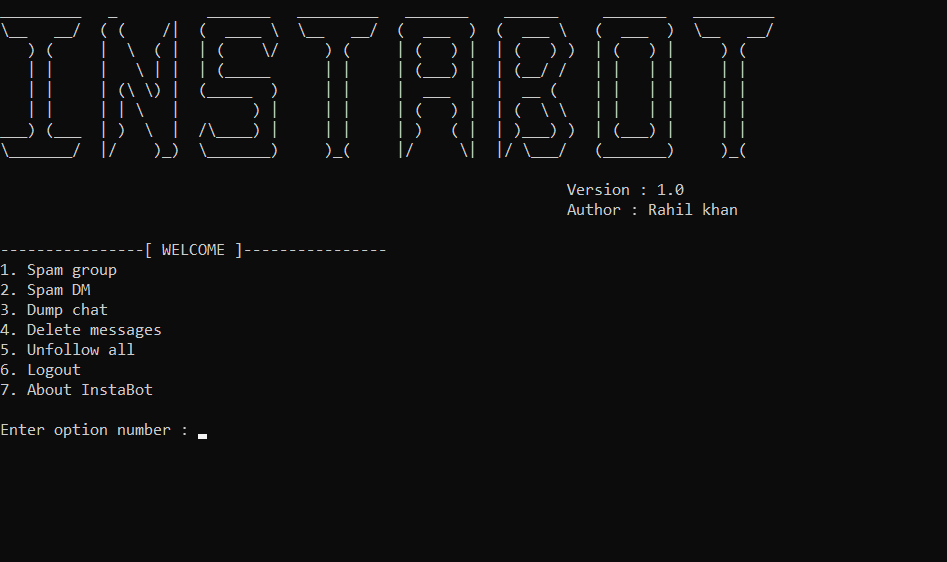 INSTABOT
Version : 1.0
Author : Rahil khan
----------------[ WELCOME ]----------------
1. Spam group
2. Spam DM
3. Dump chat
4. Delete messages
5. Unfollow all
6. Logout
7. About InstaBot
Enter option number :